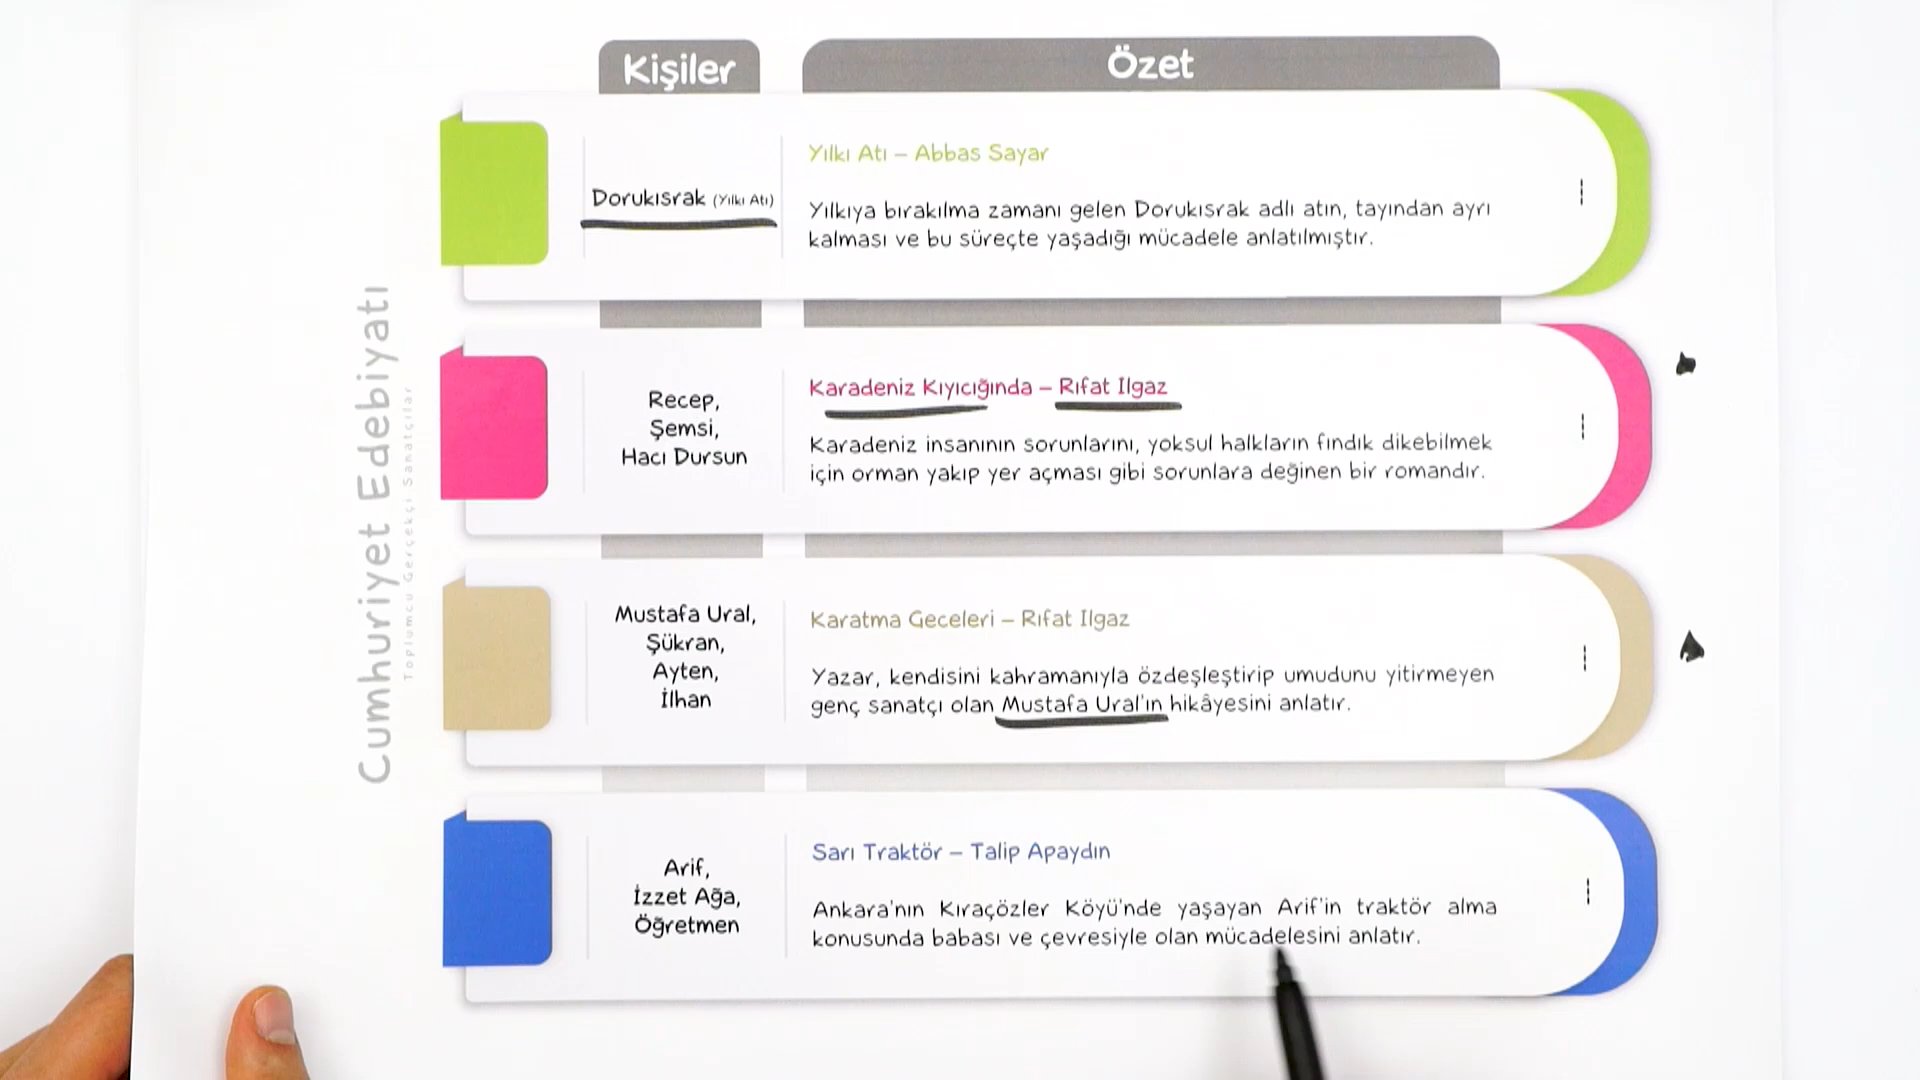 Kişiler
Özet
Cumhuriyet Edebiyatı
Toplumcu Gerçekçi Sanatçılar
Dorukısrak (Yılkı Atı)
Yılkı Atı – Abbas Sayar
Yılkıya bırakılma zamanı gelen Dorukısrak adlı atın, tayından ayrı
kalması ve bu süreçte yaşadığı mücadele anlatılmıştır.
Recep,
Şemsi,
Hacı Dursun
Karadeniz Kıyıcığında – Rıfat Ilgaz
Karadeniz insanının sorunlarını, yoksul halkların fındık dikebilmek
için orman yakıp yer açması gibi sorunlara değinen bir romandır.
Mustafa Ural,
Şükran,
Ayten,
İlhan
Karatma Geceleri – Rıfat Ilgaz
Yazar, kendisini kahramanıyla özdeşleştirip umudunu yitirmeyen
genç sanatçı olan Mustafa Ural'ın hikâyesini anlatır.
Arif,
İzzet Ağa,
Öğretmen
Sarı Traktör – Talip Apaydın
Ankara'nın Kıraçözler Köyü'nde yaşayan Arif'in traktör alma
konusunda babası ve çevresiyle olan mücadelesini anlatır.